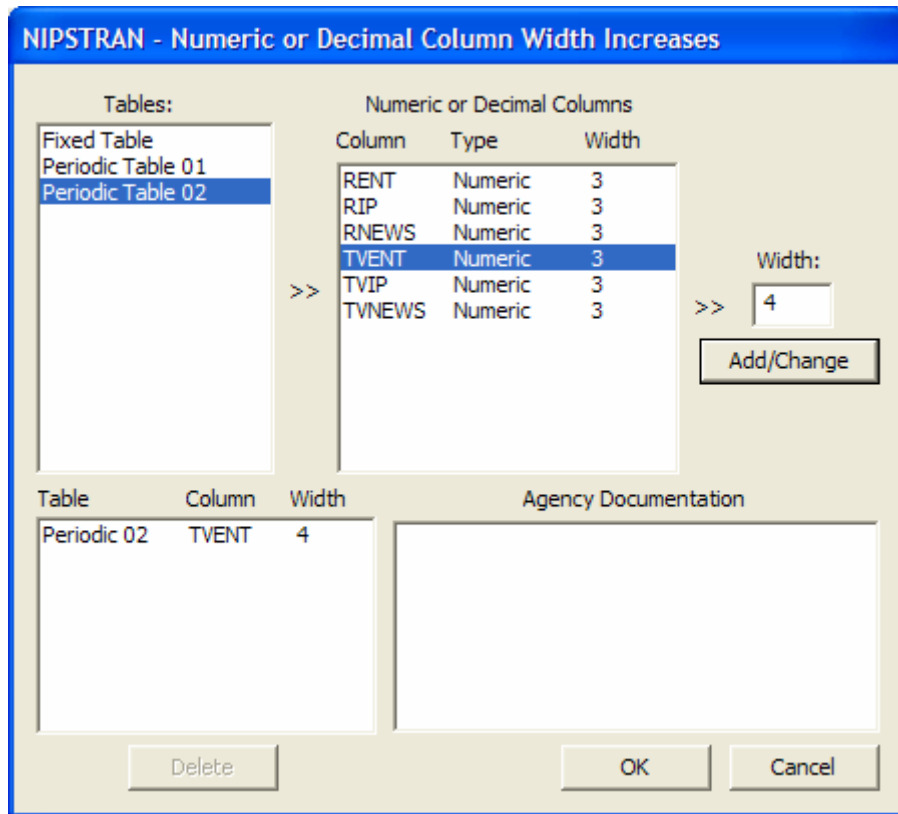 NIPSTRAN - Numeric or Decimal Column Width Increases
Tables:
Fixed Table
Periodic Table 01
Periodic Table 02
>>
Numeric or Decimal Columns
Column Type Width
RENT Numeric 3
RIP Numeric 3
RNEWS Numeric 3
TVENT Numeric 3
TVIP Numeric 3
TVNEWS Numeric 3
>>
Width:
4
Add/Change
Table Column Width
Periodic 02 TVENT 4
Agency Documentation
Delete
OK
Cancel